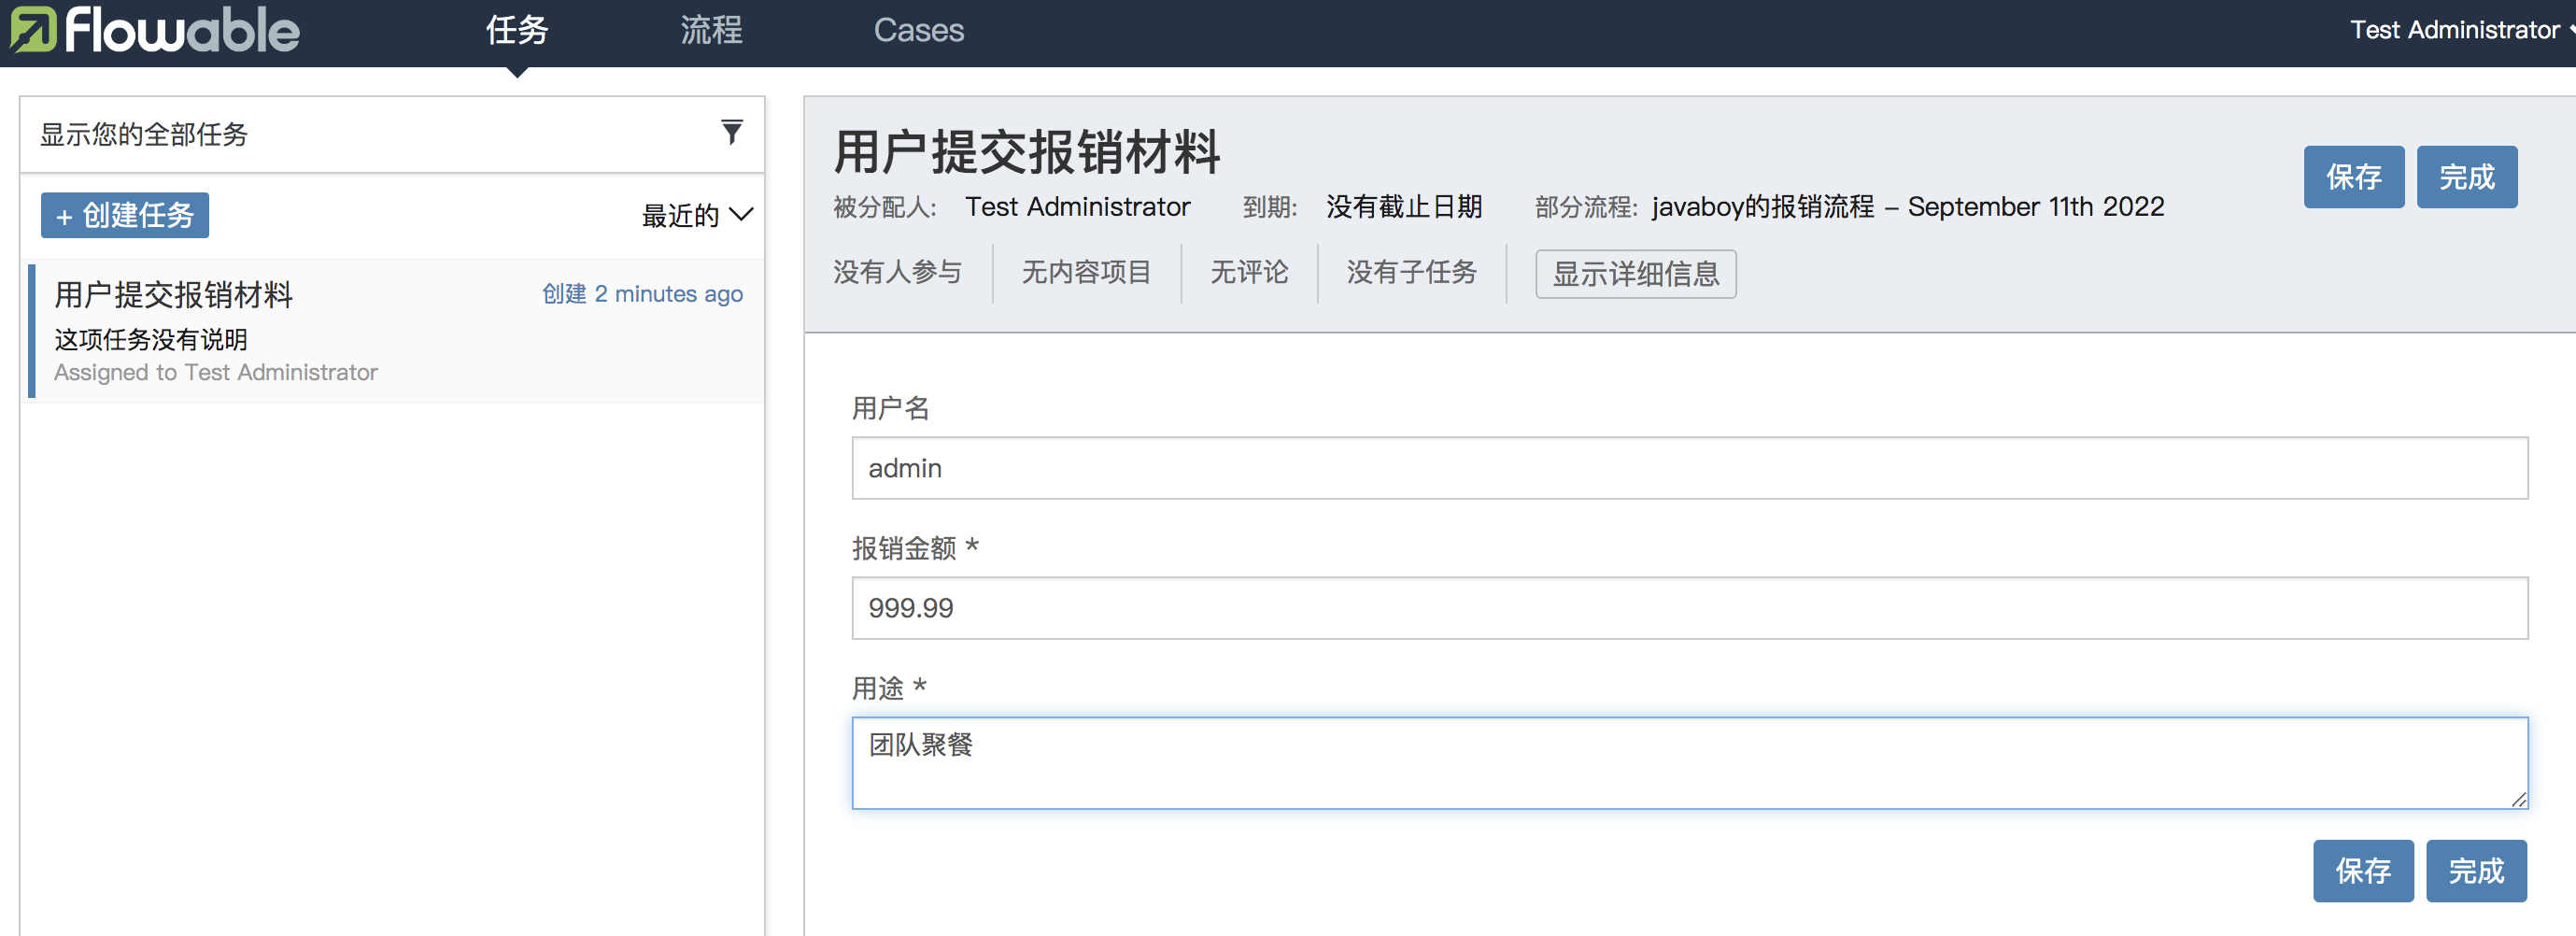 flowable 任务 流程 Cases Test Administrator
显示您的全部任务
+ 创建任务 最近的
用户提交报销材料 创建 2 minutes ago
这项任务没有说明
Assigned to Test Administrator
用户提交报销材料
保存 完成
被分配人: Test Administrator 到期: 没有截止日期 部分流程: javaboy的报销流程 – September 11th 2022
没有人参与 无内容项目 无评论 没有子任务 显示详细信息
用户名
admin
报销金额 *
999.99
用途 *
团队聚餐
保存 完成